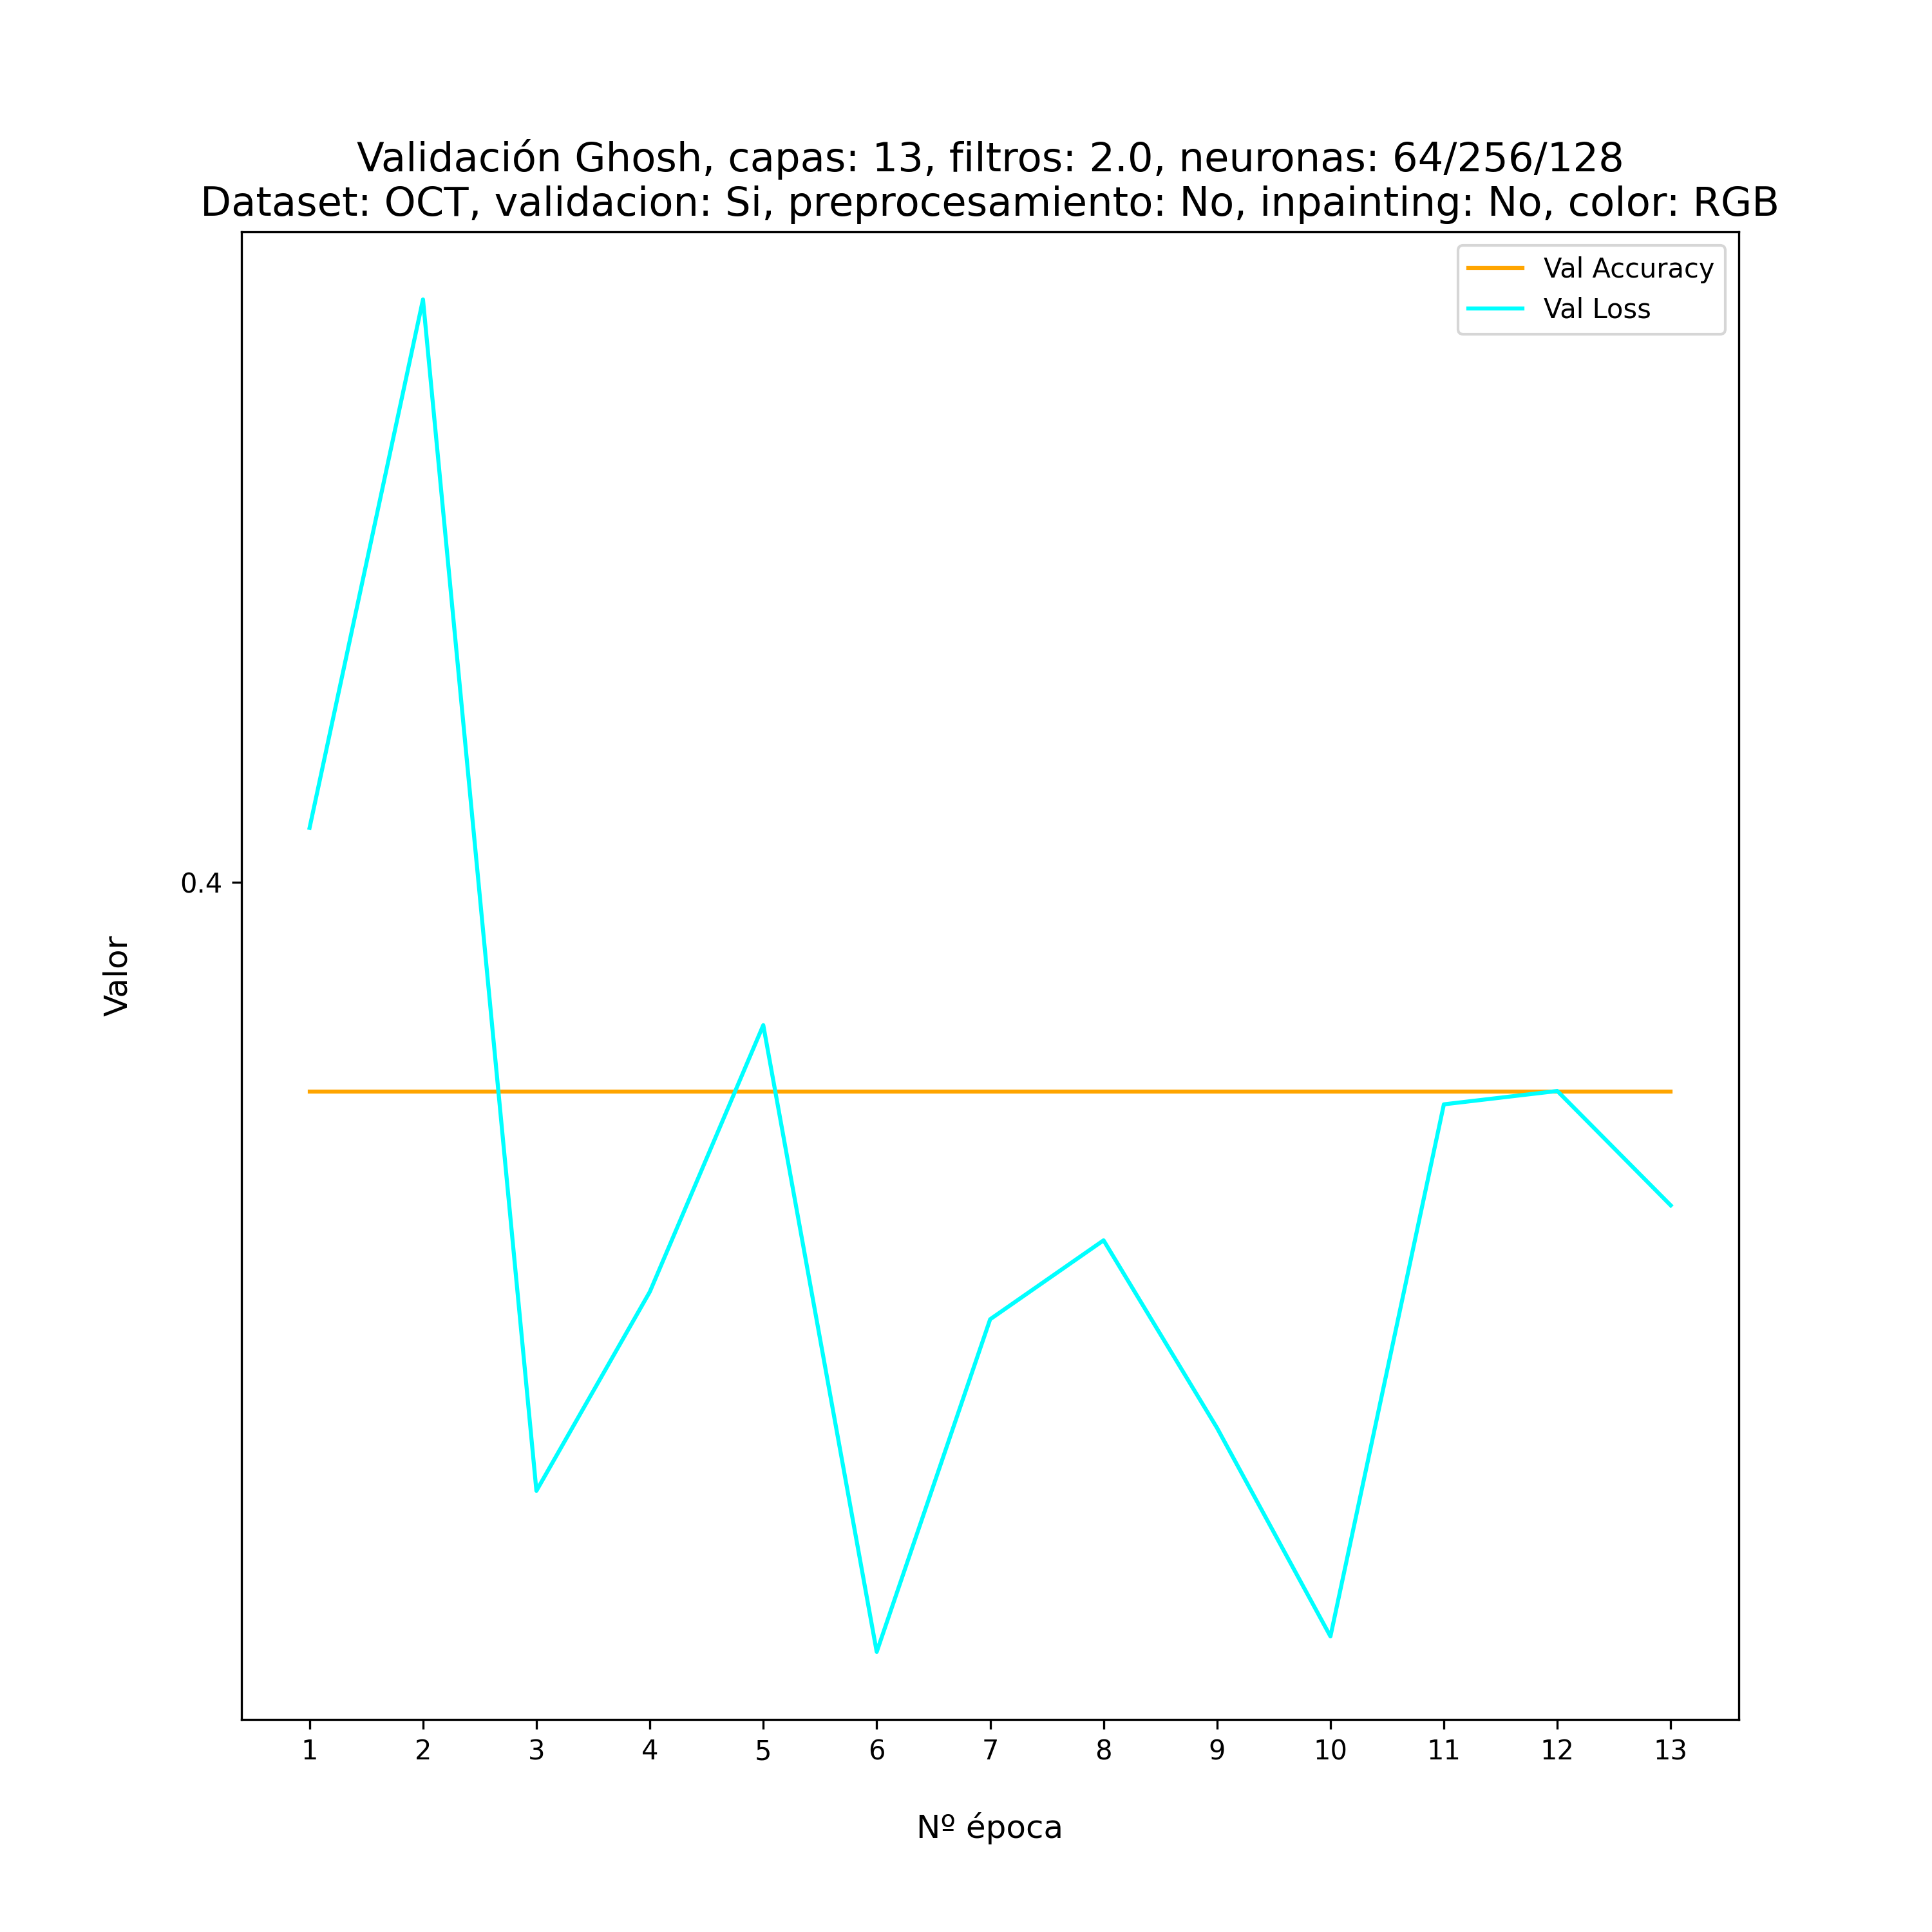 Validación Ghosh, capas: 13, filtros: 2.0, neuronas: 64/256/128
Dataset: OCT, validacion: Si, preprocesamiento: No, inpainting: No, color: RGB
Val Accuracy
Val Loss
0.4
Valor
1 2 3 4 5 6 7 8 9 10 11 12 13
Nº época